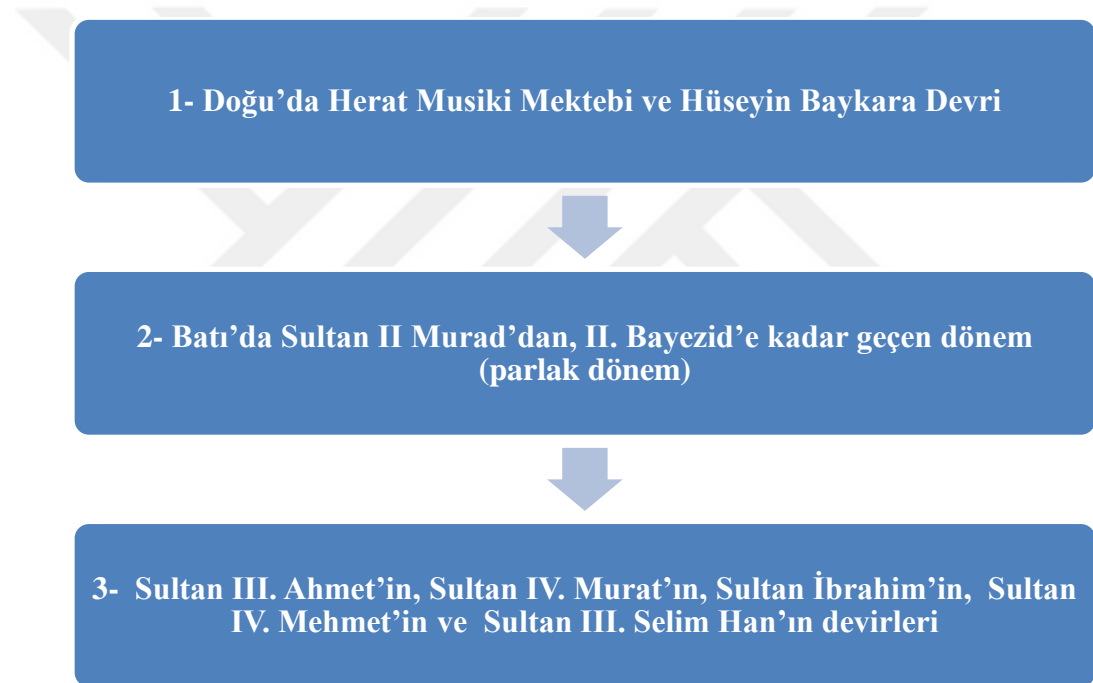 1- Doğu’da Herat Musiki Mektebi ve Hüseyin Baykara Devri
2- Batı’da Sultan II Murad’dan, II. Bayezid’e kadar geçen dönem
(parlak dönem)
3- Sultan III. Ahmet’in, Sultan IV. Murat’ın, Sultan İbrahim’in, Sultan
IV. Mehmet’in ve Sultan III. Selim Han’ın devirleri